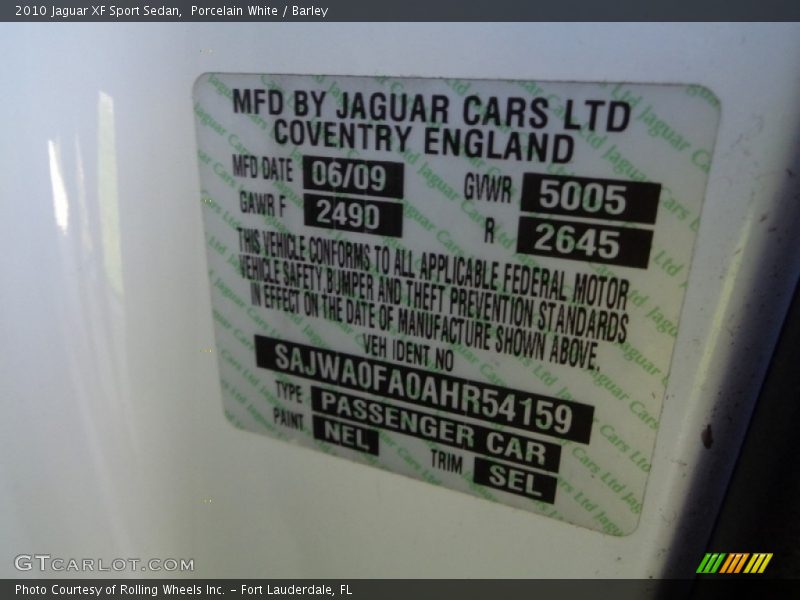 2010 Jaguar XF Sport Sedan,  Porcelain White / Barley
MFD BY JAGUAR CARS LTD
COVENTRY ENGLAND
MFD DATE 06/09 GVWR 5005
GAWR F 2490 R 2645
THIS VEHICLE CONFORMS TO ALL APPLICABLE FEDERAL MOTOR
VEHICLE SAFETY, BUMPER AND THEFT PREVENTION STANDARDS
IN EFFECT ON THE DATE OF MANUFACTURE SHOWN ABOVE.
VEH IDENT NO
SAJWA0FA0AHR54159
TYPE PASSENGER CAR
PAINT NEL TRIM SEL
GTCARLOT.COM
Photo Courtesy of Rolling Wheels Inc. – Fort Lauderdale, FL